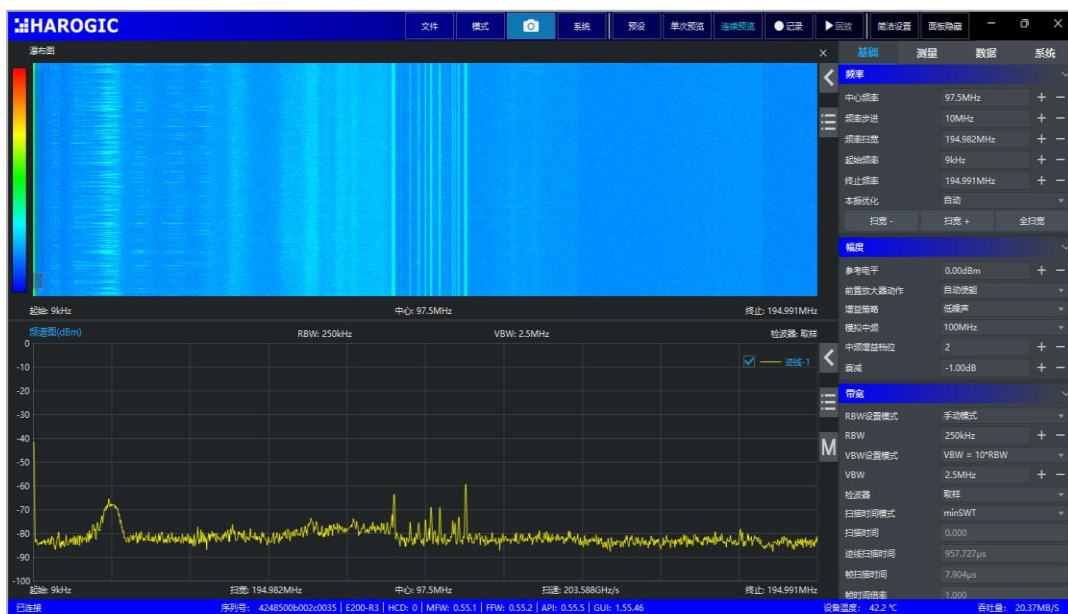 HAROGIC 文件 模式 系统 预设 单次预览 连续预览 记录 回放 简洁设置 面板隐藏
瀑布图
起始: 9kHz 中心: 97.5MHz 终止: 194.991MHz
频谱图(dBm) RBW: 250kHz VBW: 2.5MHz 检波器: 取样
迹线-1
0
-10
-20
-30
-40
-50
-60
-70
-80
-90
-100
M
起始: 9kHz 扫宽: 194.982MHz 中心: 97.5MHz 扫速: 203.588GHz/s 终止: 194.991MHz
基础 测量 数据 系统
频率
中心频率 97.5MHz + −
频率步进 10MHz + −
频率扫宽 194.982MHz + −
起始频率 9kHz + −
终止频率 194.991MHz + −
本振优化 自动
扫宽 - 扫宽 + 全扫宽
幅度
参考电平 0.00dBm + −
前置放大器动作 自动使能
增益策略 低噪声
模拟中频 100MHz
中频增益档位 2 + −
衰减 -1.00dB + −
带宽
RBW设置模式 手动模式
RBW 250kHz + −
VBW设置模式 VBW = 10*RBW
VBW 2.5MHz + −
检波器 取样
扫描时间模式 minSWT
扫描时间 0.000
迹线扫描时间 957.727μs
帧扫描时间 7.904μs
帧时间倍率 1.000
已连接 序列号: 4248500b002c0035 | E200-R3 | HCD: 0 | MFW: 0.55.1 | FFW: 0.55.2 | API: 0.55.5 | GUI: 1.55.46 设备温度: 42.2 ℃ 吞吐量: 20.37MB/S